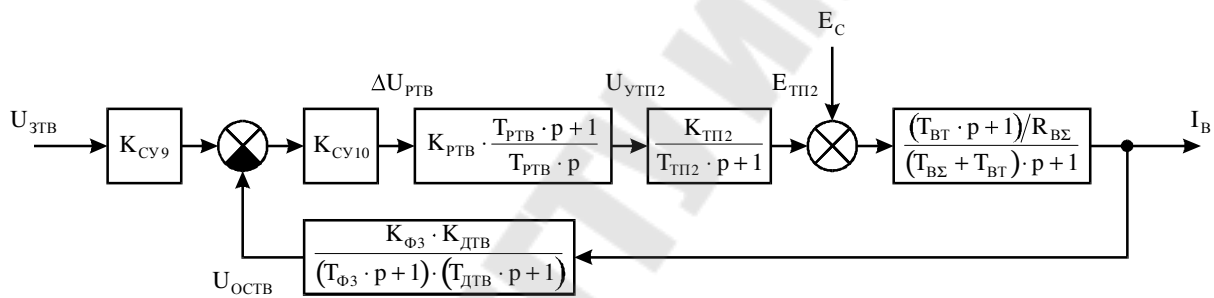 E_C
ΔU_РТВ
U_УТП2
E_ТП2
U_ЗТВ
K_СУ9
K_СУ10
K_РТВ · (T_РТВ · p + 1) / (T_РТВ · p)
K_ТП2 / (T_ТП2 · p + 1)
(T_ВТ · p + 1)/R_ВΣ / ((T_ВΣ + T_ВТ) · p + 1)
I_В
K_Ф3 · K_ДТВ / ((T_Ф3 · p + 1) · (T_ДТВ · p + 1))
U_ОСТВ